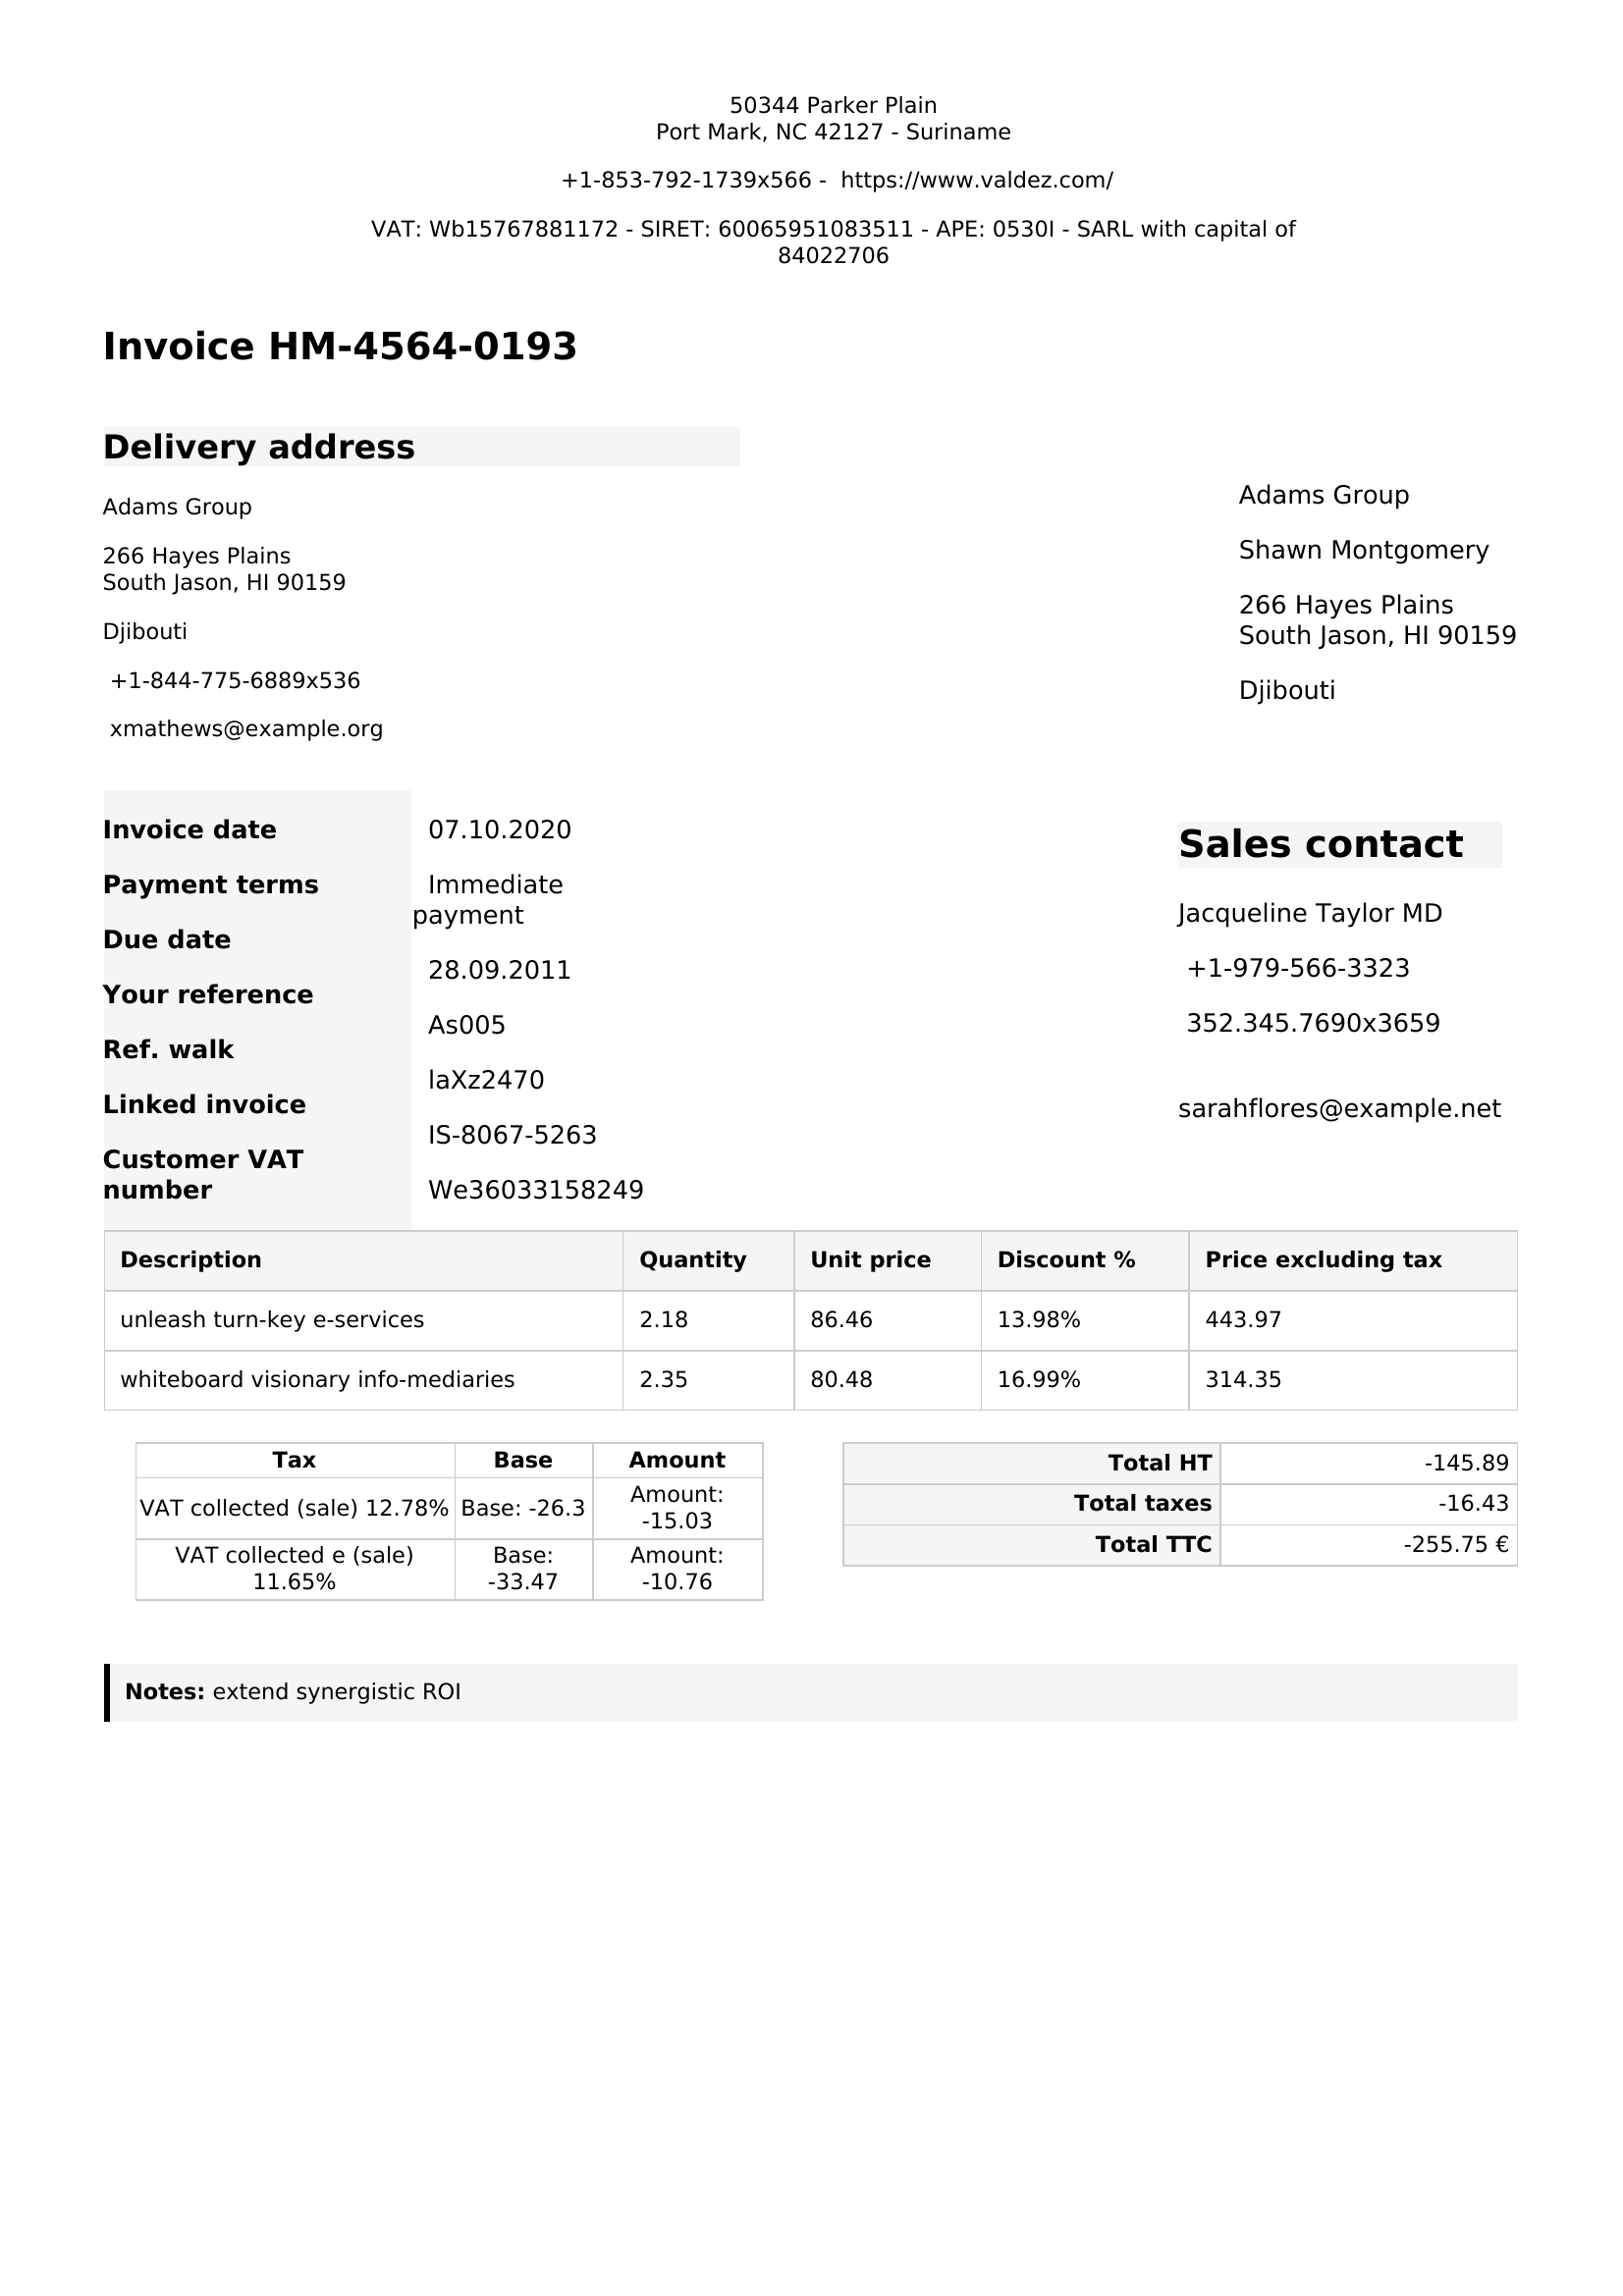 50344 Parker Plain
Port Mark, NC 42127 - Suriname
+1-853-792-1739x566 - https://www.valdez.com/
VAT: Wb15767881172 - SIRET: 60065951083511 - APE: 0530I - SARL with capital of
84022706
Invoice HM-4564-0193
Delivery address
Adams Group
266 Hayes Plains
South Jason, HI 90159
Djibouti
+1-844-775-6889x536
xmathews@example.org
Adams Group
Shawn Montgomery
266 Hayes Plains
South Jason, HI 90159
Djibouti
Invoice date
Payment terms
Due date
Your reference
Ref. walk
Linked invoice
Customer VAT
number
07.10.2020
Immediate
payment
28.09.2011
As005
laXz2470
IS-8067-5263
We36033158249
Sales contact
Jacqueline Taylor MD
+1-979-566-3323
352.345.7690x3659
sarahflores@example.net
Description Quantity Unit price Discount % Price excluding tax
unleash turn-key e-services 2.18 86.46 13.98% 443.97
whiteboard visionary info-mediaries 2.35 80.48 16.99% 314.35
Tax Base Amount
VAT collected (sale) 12.78% Base: -26.3 Amount:
-15.03
VAT collected e (sale) Base: Amount:
11.65% -33.47 -10.76
Total HT -145.89
Total taxes -16.43
Total TTC -255.75 €
Notes: extend synergistic ROI